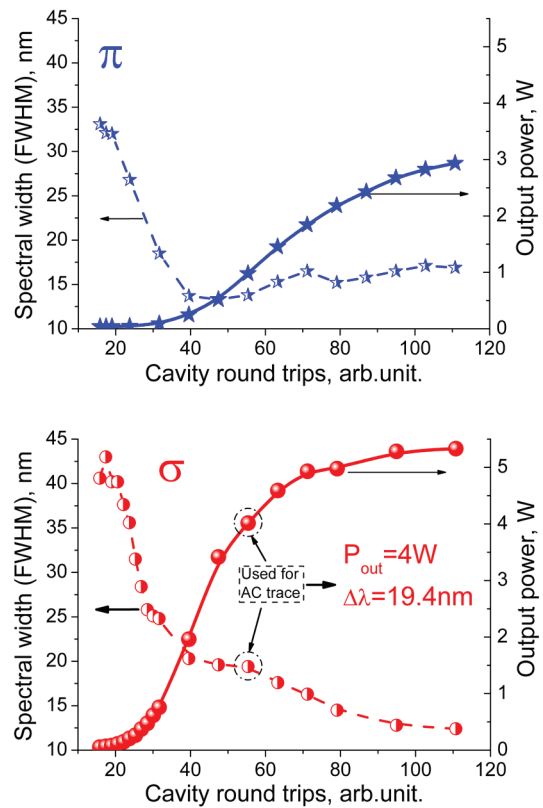 π
Spectral width (FWHM), nm
45
40
35
30
25
20
15
10
Output power, W
5
4
3
2
1
0
20 40 60 80 100 120
Cavity round trips, arb.unit.
σ
Spectral width (FWHM), nm
45
40
35
30
25
20
15
10
Used for
AC trace
P_out=4W
Δλ=19.4nm
Output power, W
5
4
3
2
1
0
20 40 60 80 100 120
Cavity round trips, arb.unit.